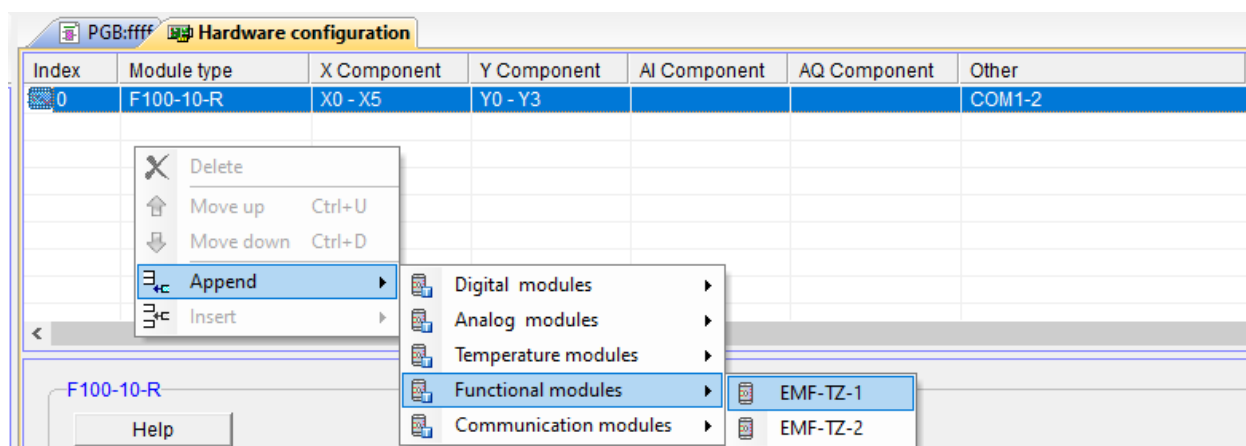 PGB:ffff Hardware configuration
Index Module type X Component Y Component AI Component AQ Component Other
0 F100-10-R X0 - X5 Y0 - Y3 COM1-2
Delete
Move up Ctrl+U
Move down Ctrl+D
Append
Insert
Digital modules
Analog modules
Temperature modules
Functional modules
Communication modules
EMF-TZ-1
EMF-TZ-2
F100-10-R
Help